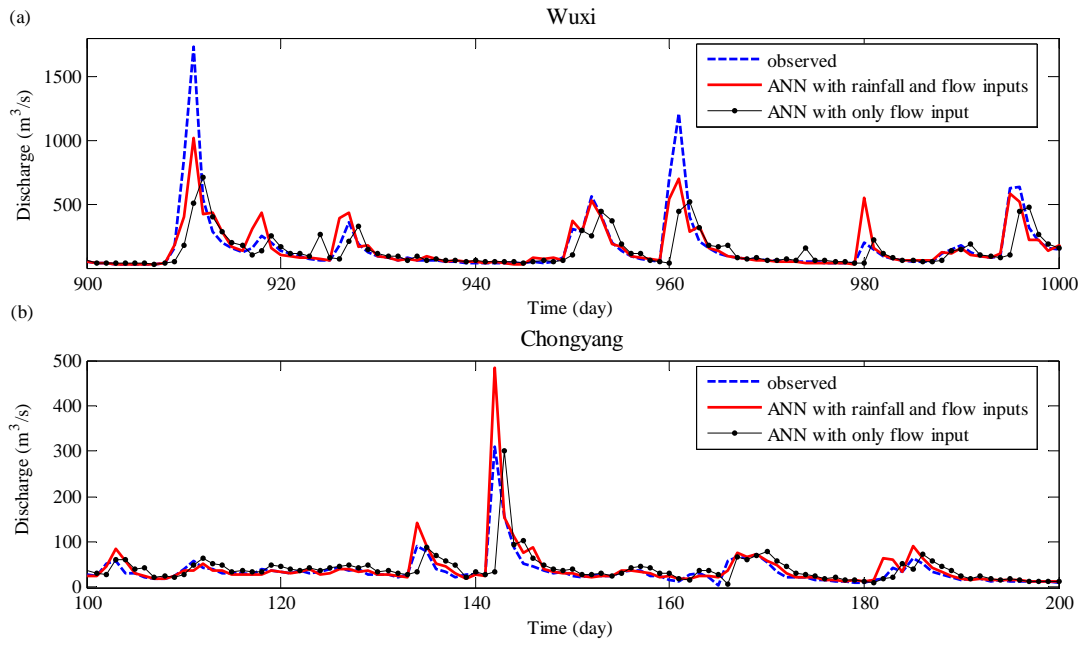 (a)
Wuxi
Discharge (m³/s)
1500
1000
500
observed
ANN with rainfall and flow inputs
ANN with only flow input
900 920 940 960 980 1000
Time (day)
(b)
Chongyang
Discharge (m³/s)
500
400
300
200
100
0
observed
ANN with rainfall and flow inputs
ANN with only flow input
100 120 140 160 180 200
Time (day)